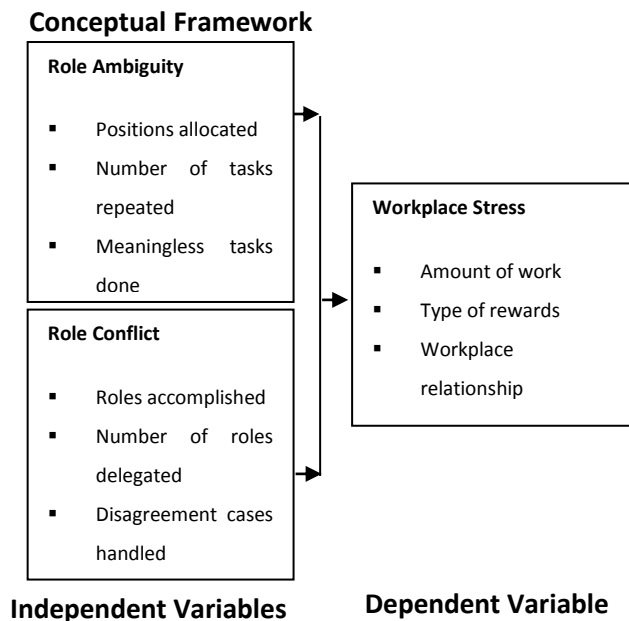 Conceptual Framework
Role Ambiguity
▪ Positions allocated
▪ Number of tasks
repeated
▪ Meaningless tasks
done
Role Conflict
▪ Roles accomplished
▪ Number of roles
delegated
▪ Disagreement cases
handled
Independent Variables
Workplace Stress
▪ Amount of work
▪ Type of rewards
▪ Workplace
relationship
Dependent Variable